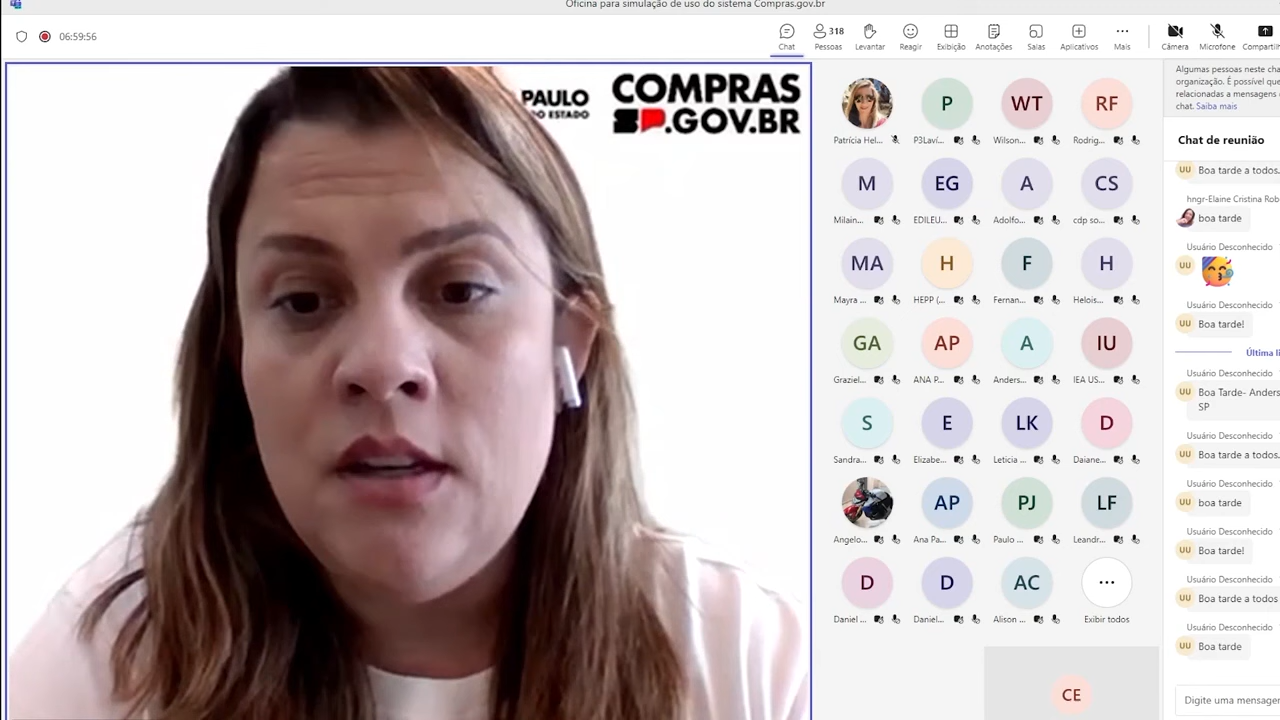 Oficina para simulação de uso do sistema Compras.gov.br
06:59:56
Chat
318
Pessoas
Levantar
Reagir
Exibição
Anotações
Salas
Aplicativos
Mais
Câmera
Microfone
Compartil
PAULO
DO ESTADO
COMPRAS
.GOV.BR
Patrícia Hel...
P
P3Laví...
WT
Wilson...
RF
Rodrig...
M
Milain...
EG
EDILEU...
A
Adolfo...
CS
cdp so...
MA
Mayra ...
H
HEPP (...
F
Fernan...
H
Helois...
GA
Graziel...
AP
ANA P...
A
Anders...
IU
IEA US...
S
Sandra...
E
Elizabe...
LK
Leticia ...
D
Daiane...
Angelo...
AP
Ana Pa...
PJ
Paulo ...
LF
Leandr...
D
Daniel ...
D
Daniel...
AC
Alison ...
...
Exibir todos
CE
Algumas pessoas neste cha
organização. É possível que
relacionadas a mensagens d
chat. Saiba mais
Chat de reunião
UU
Boa tarde a todos.
hngr-Elaine Cristina Rob
boa tarde
Usuário Desconhecido
UU
Usuário Desconhecido
UU
Boa tarde!
Última li
Usuário Desconhecido
UU
Boa Tarde- Anders
SP
Usuário Desconhecido
UU
Boa tarde a todos.
Usuário Desconhecido
UU
boa tarde
Usuário Desconhecido
UU
Boa tarde!
Usuário Desconhecido
UU
Boa tarde a todos
Usuário Desconhecido
UU
Boa tarde
Digite uma mensagem